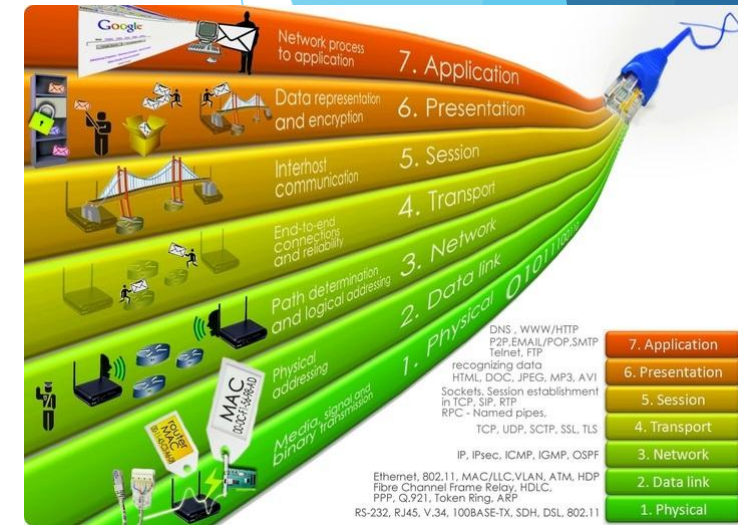 Google
Network process
to application
7. Application
Data representation
and encryption
6. Presentation
Interhost
communication
5. Session
End-to-end
connections
and reliability
4. Transport
Path determination
and logical addressing
3. Network
Physical
addressing
2. Data link
Media, signal and
binary transmission
1. Physical
MAC
router
MAC
DNS , WWW/HTTP
P2P,EMAIL/POP,SMTP
Telnet, FTP
7. Application
recognizing data
HTML, DOC, JPEG, MP3, AVI
6. Presentation
Sockets, Session establishment
in TCP, SIP, RTP
RPC - Named pipes,
5. Session
TCP, UDP, SCTP, SSL, TLS
4. Transport
IP, IPsec, ICMP, IGMP, OSPF
3. Network
Ethernet, 802.11, MAC/LLC,VLAN, ATM, HDP
Fibre Channel Frame Relay, HDLC,
PPP, Q.921, Token Ring, ARP
2. Data link
RS-232, RJ45, V.34, 100BASE-TX, SDH, DSL, 802.11
1. Physical